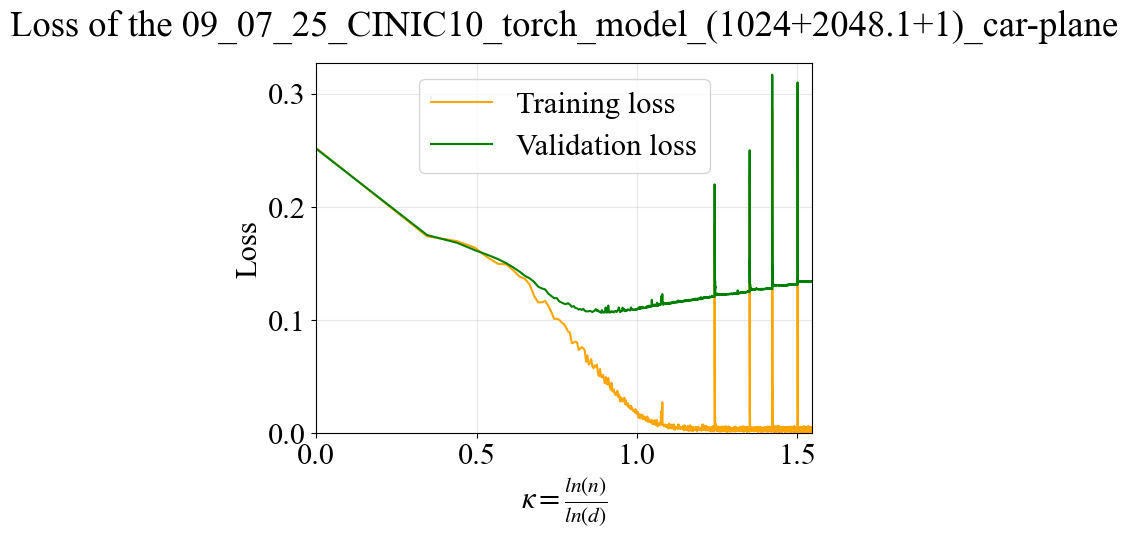 Loss of the 09_07_25_CINIC10_torch_model_(1024+2048.1+1)_car-plane
Training loss
Validation loss
Loss
0.3
0.2
0.1
0.0
0.0 0.5 1.0 1.5
κ = ln(n)/ln(d)